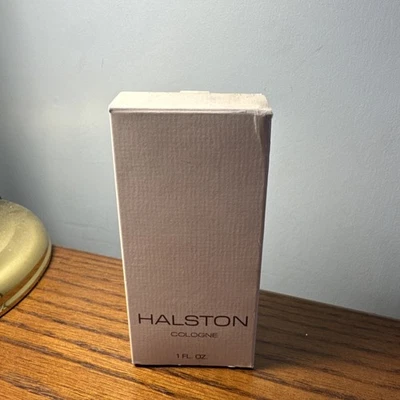 HALSTON
COLOGNE
1 FL. OZ.